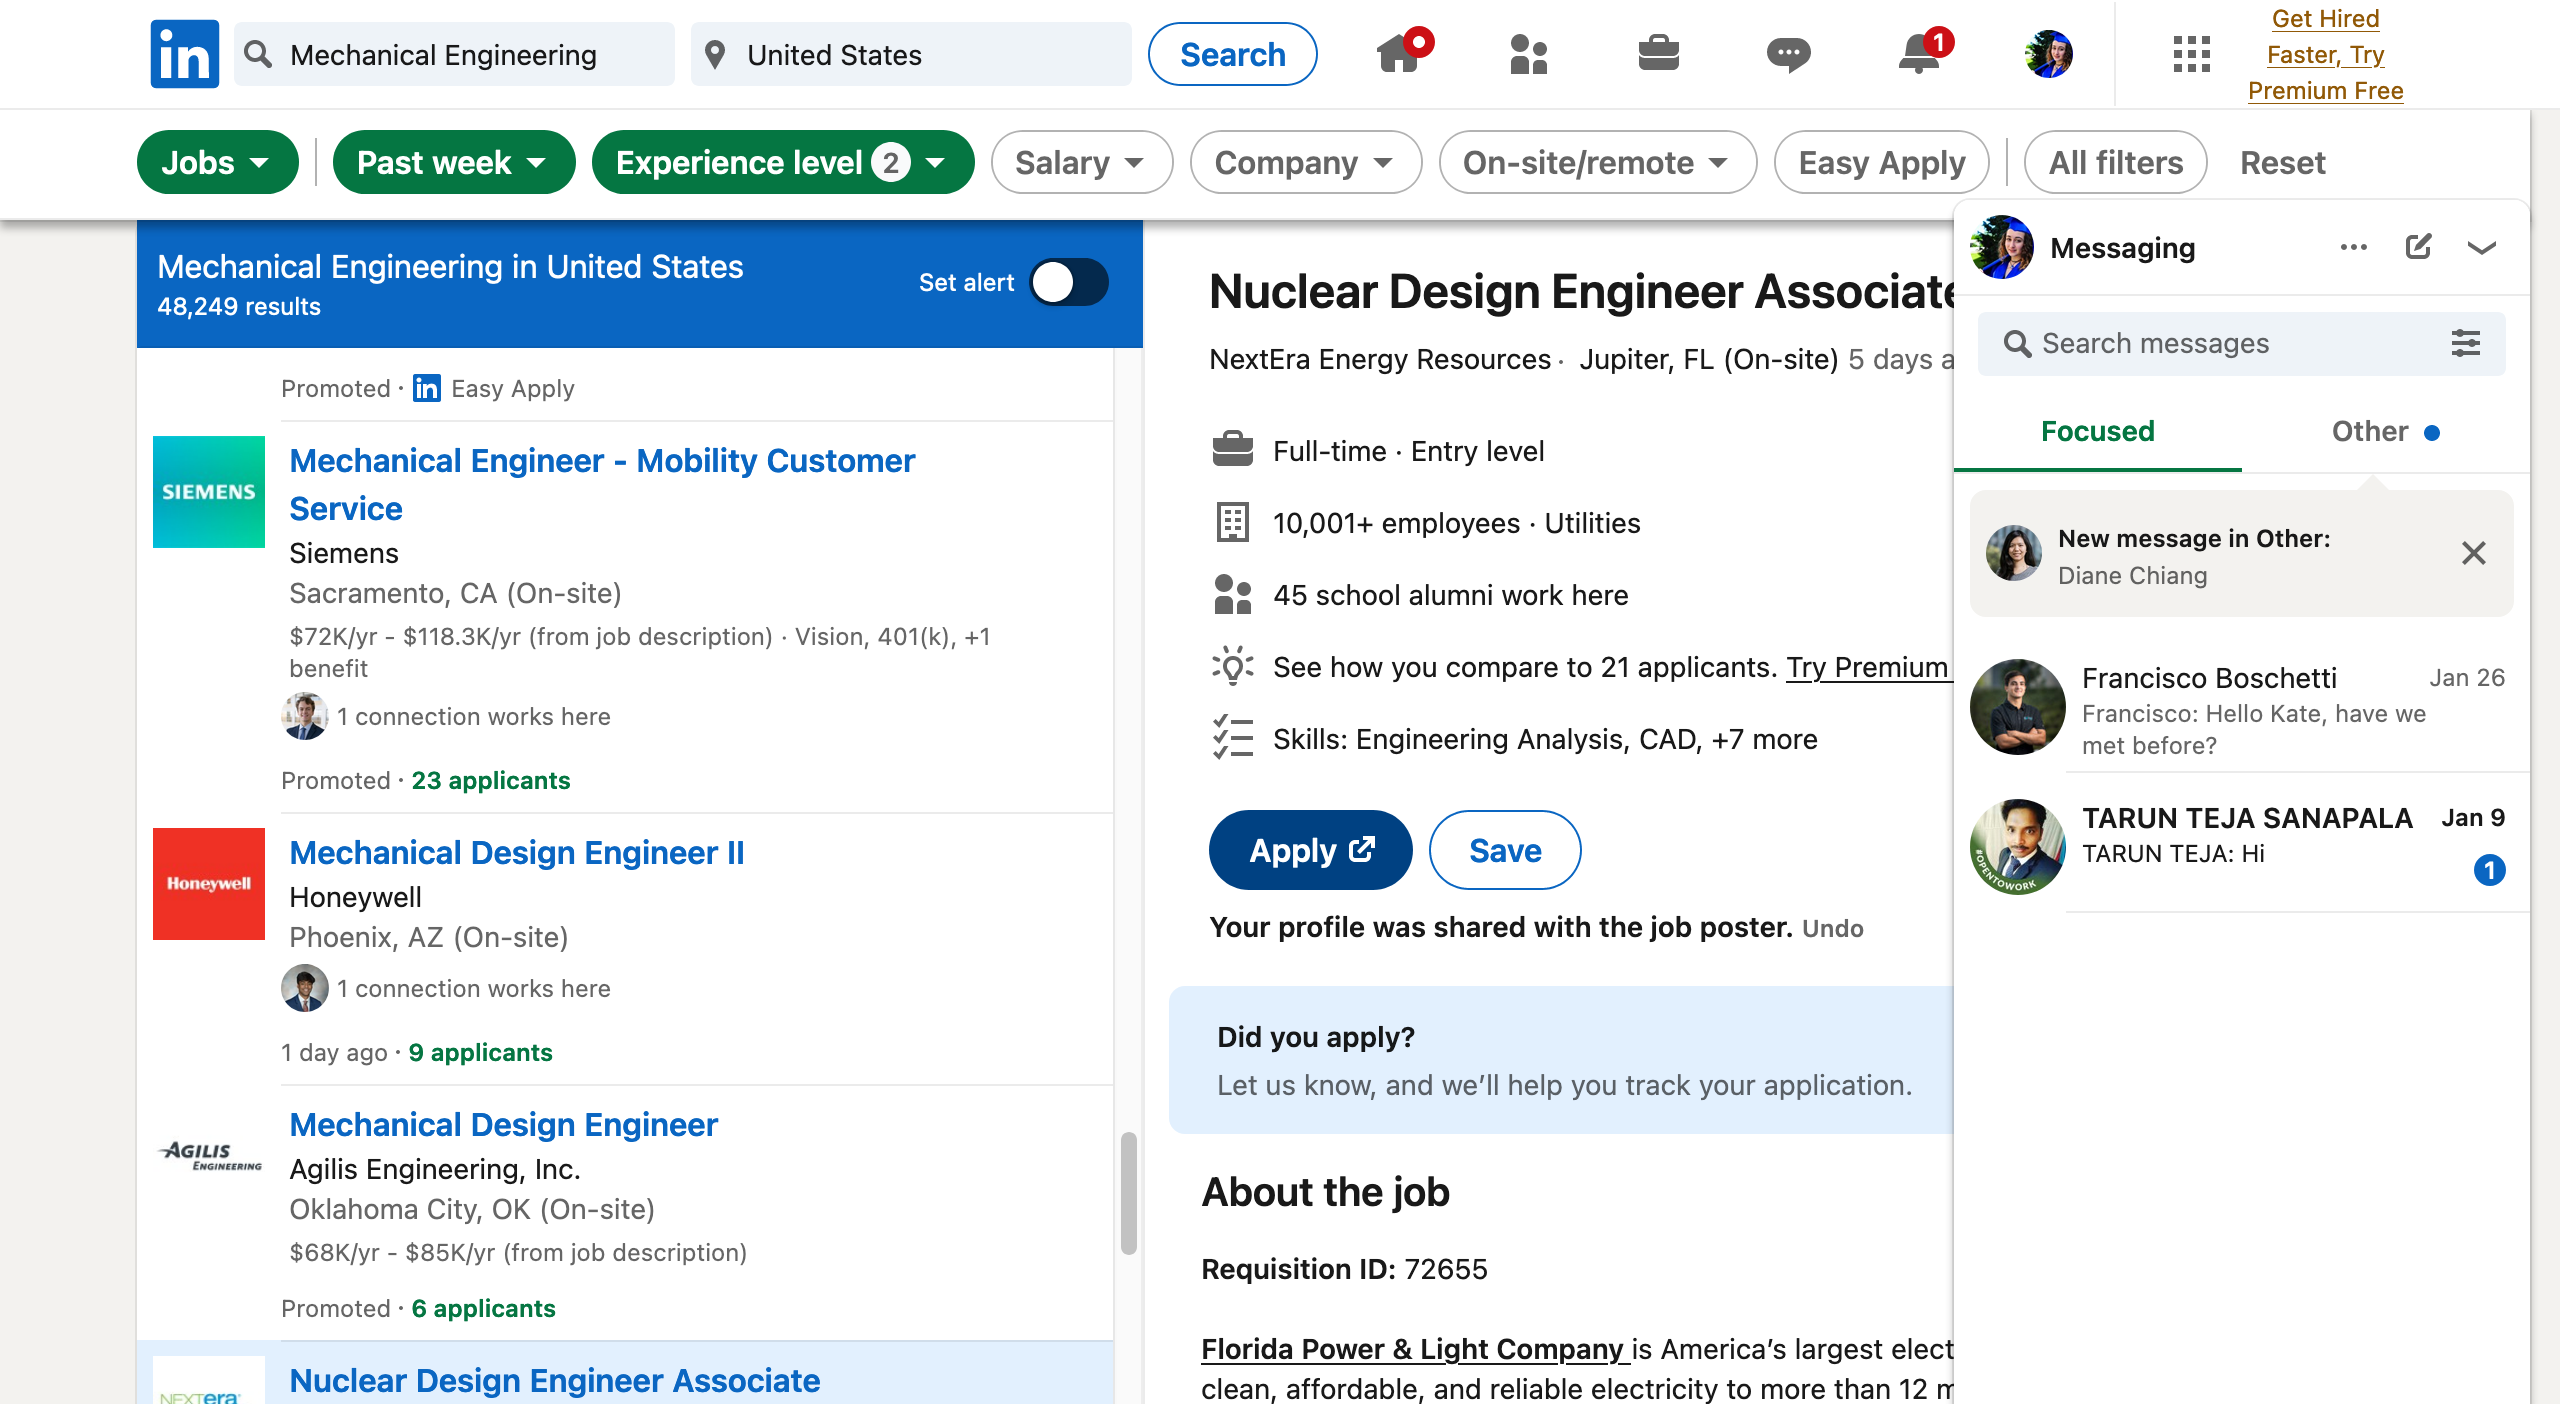 in
Mechanical Engineering
United States
Search
1
Get Hired
Faster, Try
Premium Free
Jobs
Past week
Experience level 2
Salary
Company
On-site/remote
Easy Apply
All filters
Reset
Mechanical Engineering in United States
48,249 results
Set alert
Promoted · in Easy Apply
SIEMENS
Mechanical Engineer - Mobility Customer
Service
Siemens
Sacramento, CA (On-site)
$72K/yr - $118.3K/yr (from job description) · Vision, 401(k), +1
benefit
1 connection works here
Promoted · 23 applicants
Honeywell
Mechanical Design Engineer II
Honeywell
Phoenix, AZ (On-site)
1 connection works here
1 day ago · 9 applicants
AGILIS
ENGINEERING
Mechanical Design Engineer
Agilis Engineering, Inc.
Oklahoma City, OK (On-site)
$68K/yr - $85K/yr (from job description)
Promoted · 6 applicants
NEXTera
Nuclear Design Engineer Associate
Nuclear Design Engineer Associate
NextEra Energy Resources · Jupiter, FL (On-site) 5 days a
Full-time · Entry level
10,001+ employees · Utilities
45 school alumni work here
See how you compare to 21 applicants. Try Premium
Skills: Engineering Analysis, CAD, +7 more
Apply
Save
Your profile was shared with the job poster. Undo
Did you apply?
Let us know, and we’ll help you track your application.
About the job
Requisition ID: 72655
Florida Power & Light Company is America’s largest elect
clean, affordable, and reliable electricity to more than 12 m
Messaging
Search messages
Focused
Other
New message in Other:
Diane Chiang
Francisco Boschetti
Jan 26
Francisco: Hello Kate, have we
met before?
#OPENTOWORK
TARUN TEJA SANAPALA
Jan 9
TARUN TEJA: Hi
1